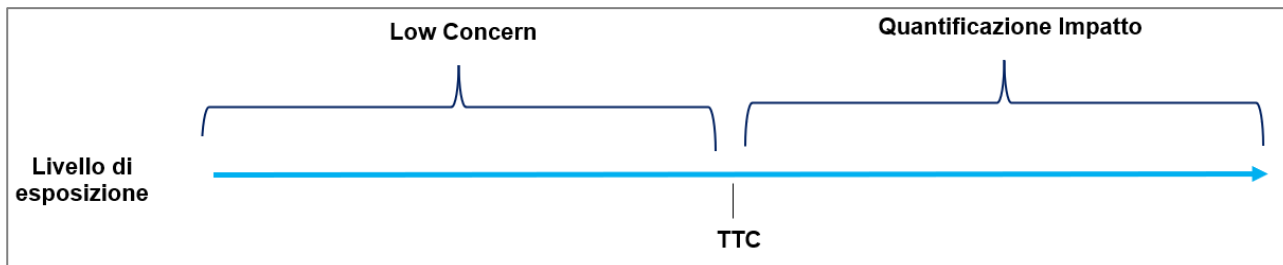 Low Concern
Quantificazione Impatto
Livello di
esposizione
TTC